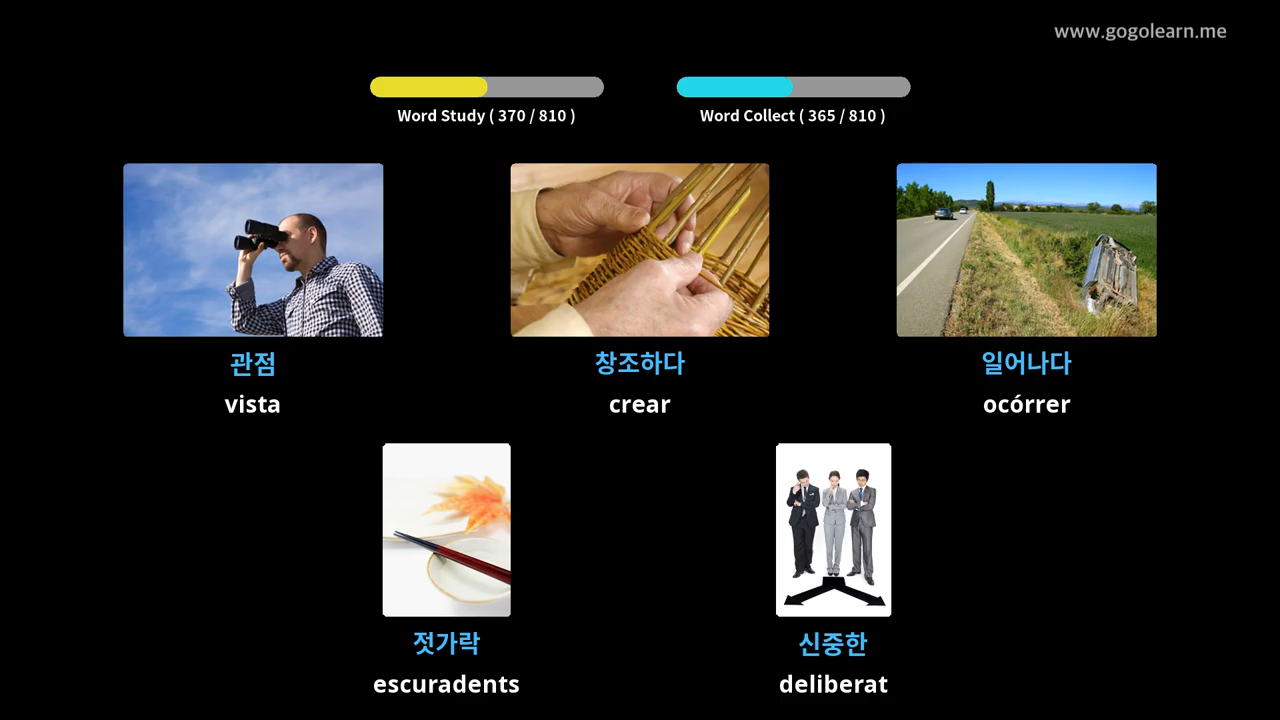 www.gogolearn.me
Word Study ( 370 / 810 )
Word Collect ( 365 / 810 )
관점
vista
창조하다
crear
일어나다
ocórrer
젓가락
escuradents
신중한
deliberat